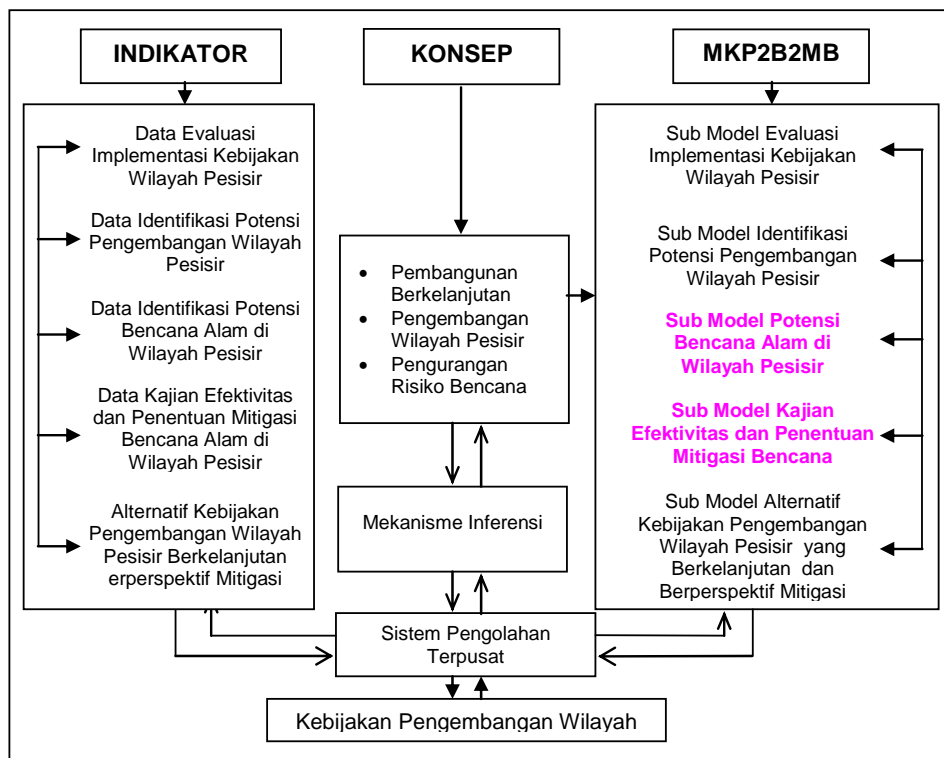 INDIKATOR
KONSEP
MKP2B2MB
Data Evaluasi
Implementasi Kebijakan
Wilayah Pesisir
Data Identifikasi Potensi
Pengembangan Wilayah
Pesisir
Data Identifikasi Potensi
Bencana Alam di
Wilayah Pesisir
Data Kajian Efektivitas
dan Penentuan Mitigasi
Bencana Alam di
Wilayah Pesisir
Alternatif Kebijakan
Pengembangan Wilayah
Pesisir Berkelanjutan
erperspektif Mitigasi
• Pembangunan
Berkelanjutan
• Pengembangan
Wilayah Pesisir
• Pengurangan
Risiko Bencana
Mekanisme Inferensi
Sistem Pengolahan
Terpusat
Kebijakan Pengembangan Wilayah
Sub Model Evaluasi
Implementasi Kebijakan
Wilayah Pesisir
Sub Model Identifikasi
Potensi Pengembangan
Wilayah Pesisir
Sub Model Potensi
Bencana Alam di
Wilayah Pesisir
Sub Model Kajian
Efektivitas dan Penentuan
Mitigasi Bencana
Sub Model Alternatif
Kebijakan Pengembangan
Wilayah Pesisir yang
Berkelanjutan dan
Berperspektif Mitigasi